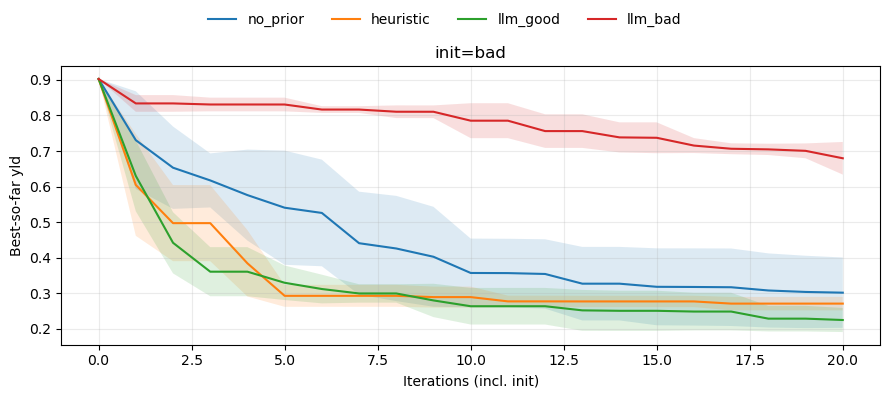 no_prior heuristic llm_good llm_bad
init=bad
Best-so-far yld
0.9
0.8
0.7
0.6
0.5
0.4
0.3
0.2
0.0 2.5 5.0 7.5 10.0 12.5 15.0 17.5 20.0
Iterations (incl. init)